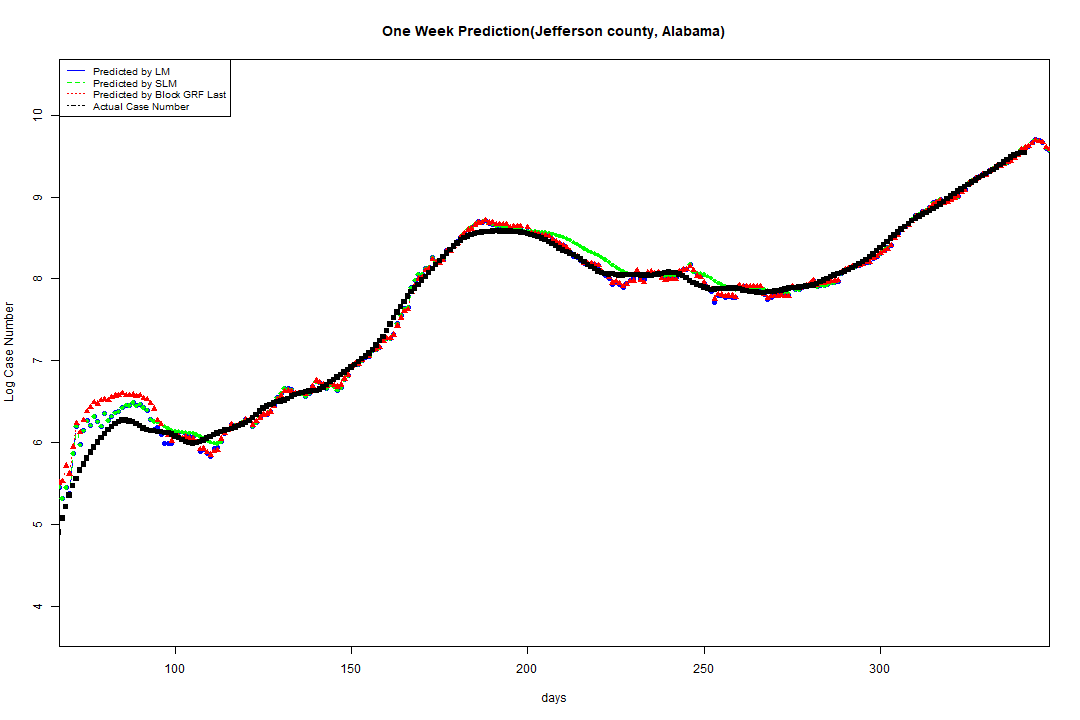 One Week Prediction(Jefferson county, Alabama)
Predicted by LM
Predicted by SLM
Predicted by Block GRF Last
Actual Case Number
10
9
8
7
6
5
4
Log Case Number
100 150 200 250 300
days